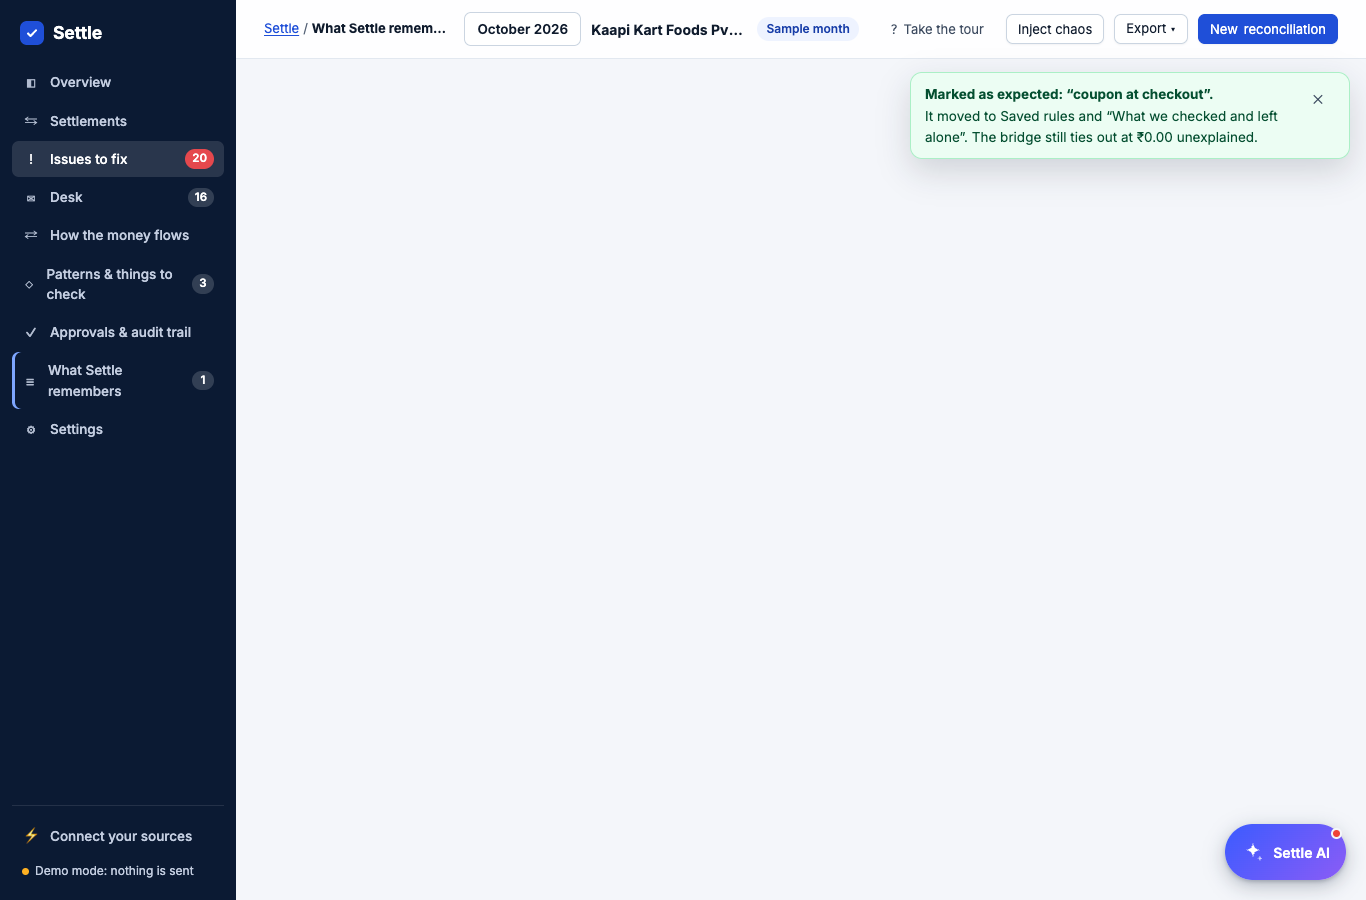 Settle
Overview
Settlements
Issues to fix 20
Desk 16
How the money flows
Patterns & things to
check
3
Approvals & audit trail
What Settle
remembers
1
Settings
Connect your sources
Demo mode: nothing is sent
Settle / What Settle remem... October 2026 Kaapi Kart Foods Pv... Sample month ? Take the tour Inject chaos Export New reconciliation
Marked as expected: “coupon at checkout”.
It moved to Saved rules and “What we checked and left
alone”. The bridge still ties out at ₹0.00 unexplained.
Settle AI